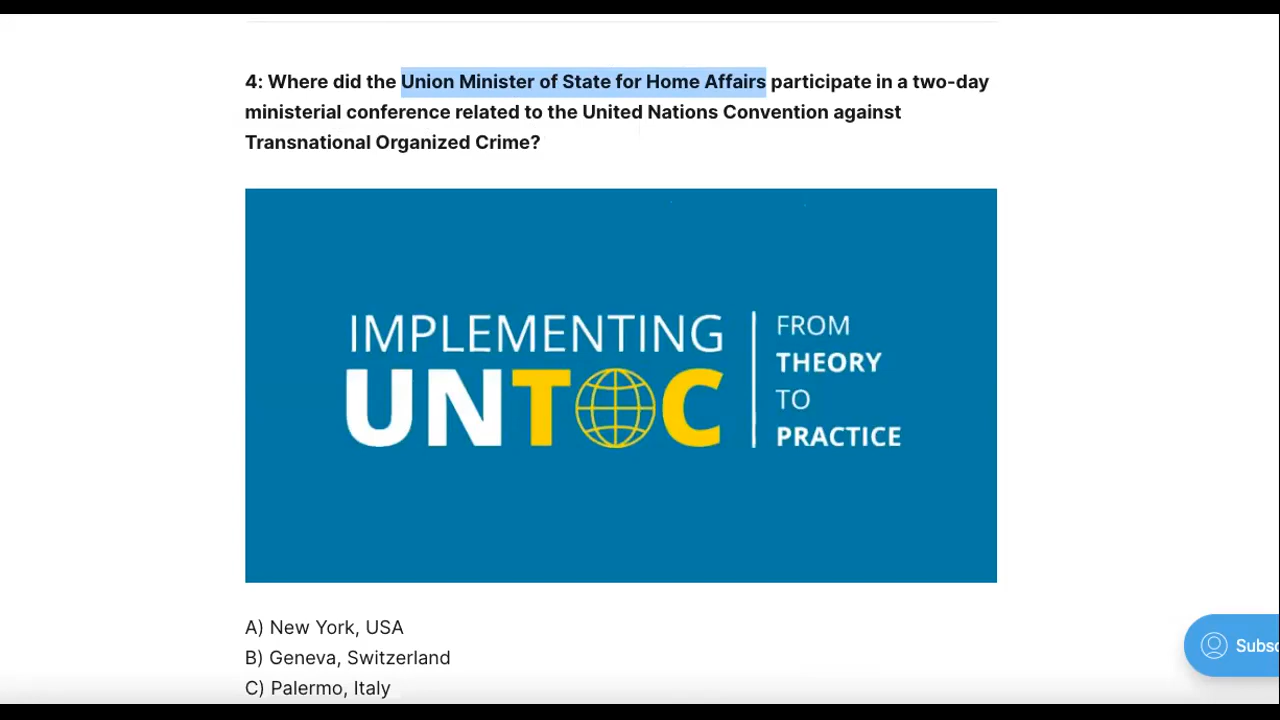 4: Where did the Union Minister of State for Home Affairs participate in a two-day
ministerial conference related to the United Nations Convention against
Transnational Organized Crime?
IMPLEMENTING
UNTOC
FROM
THEORY
TO
PRACTICE
A) New York, USA
B) Geneva, Switzerland
C) Palermo, Italy
Subsc